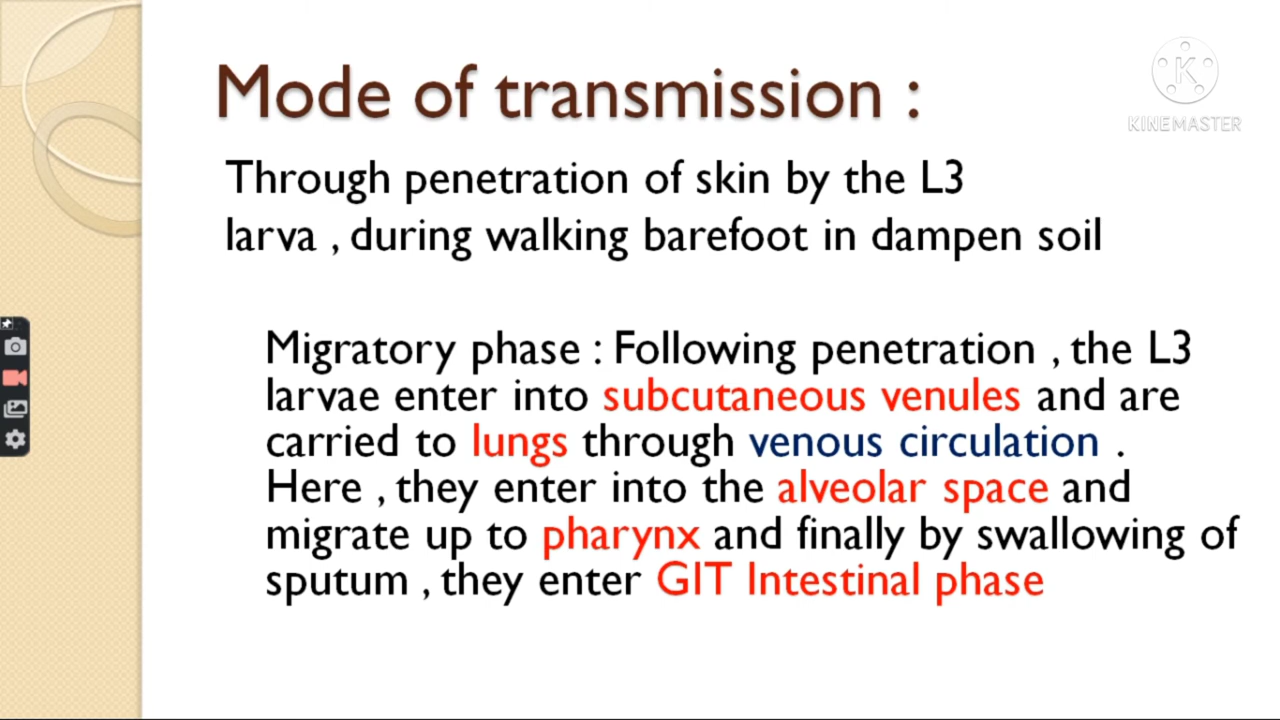 Mode of transmission :
K
KINEMASTER
Through penetration of skin by the L3
larva , during walking barefoot in dampen soil
Migratory phase : Following penetration , the L3
larvae enter into subcutaneous venules and are
carried to lungs through venous circulation .
Here , they enter into the alveolar space and
migrate up to pharynx and finally by swallowing of
sputum , they enter GIT Intestinal phase